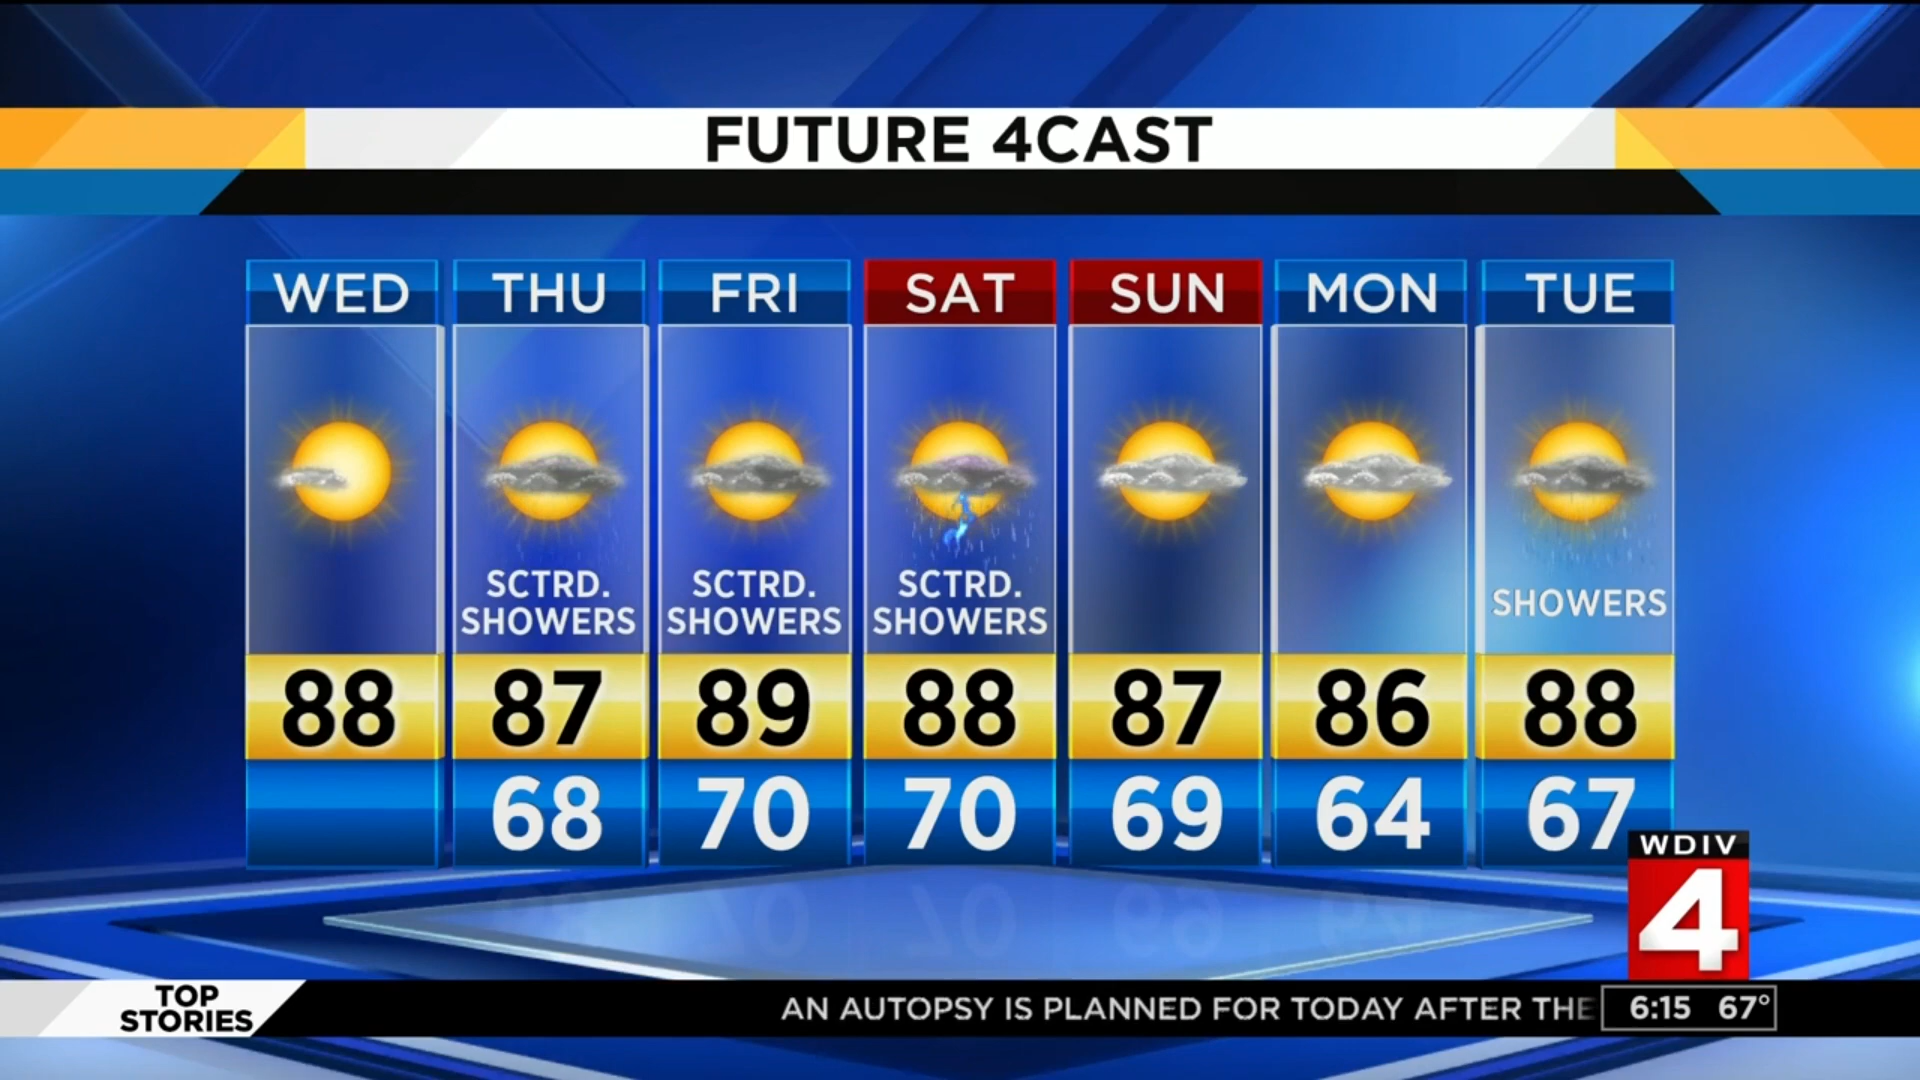 FUTURE 4CAST
WED THU FRI SAT SUN MON TUE
SCTRD. SCTRD. SCTRD.
SHOWERS SHOWERS SHOWERS SHOWERS
88 87 89 88 87 86 88
68 70 70 69 64 67
WDIV
4
TOP
STORIES
AN AUTOPSY IS PLANNED FOR TODAY AFTER THE 6:15 67°